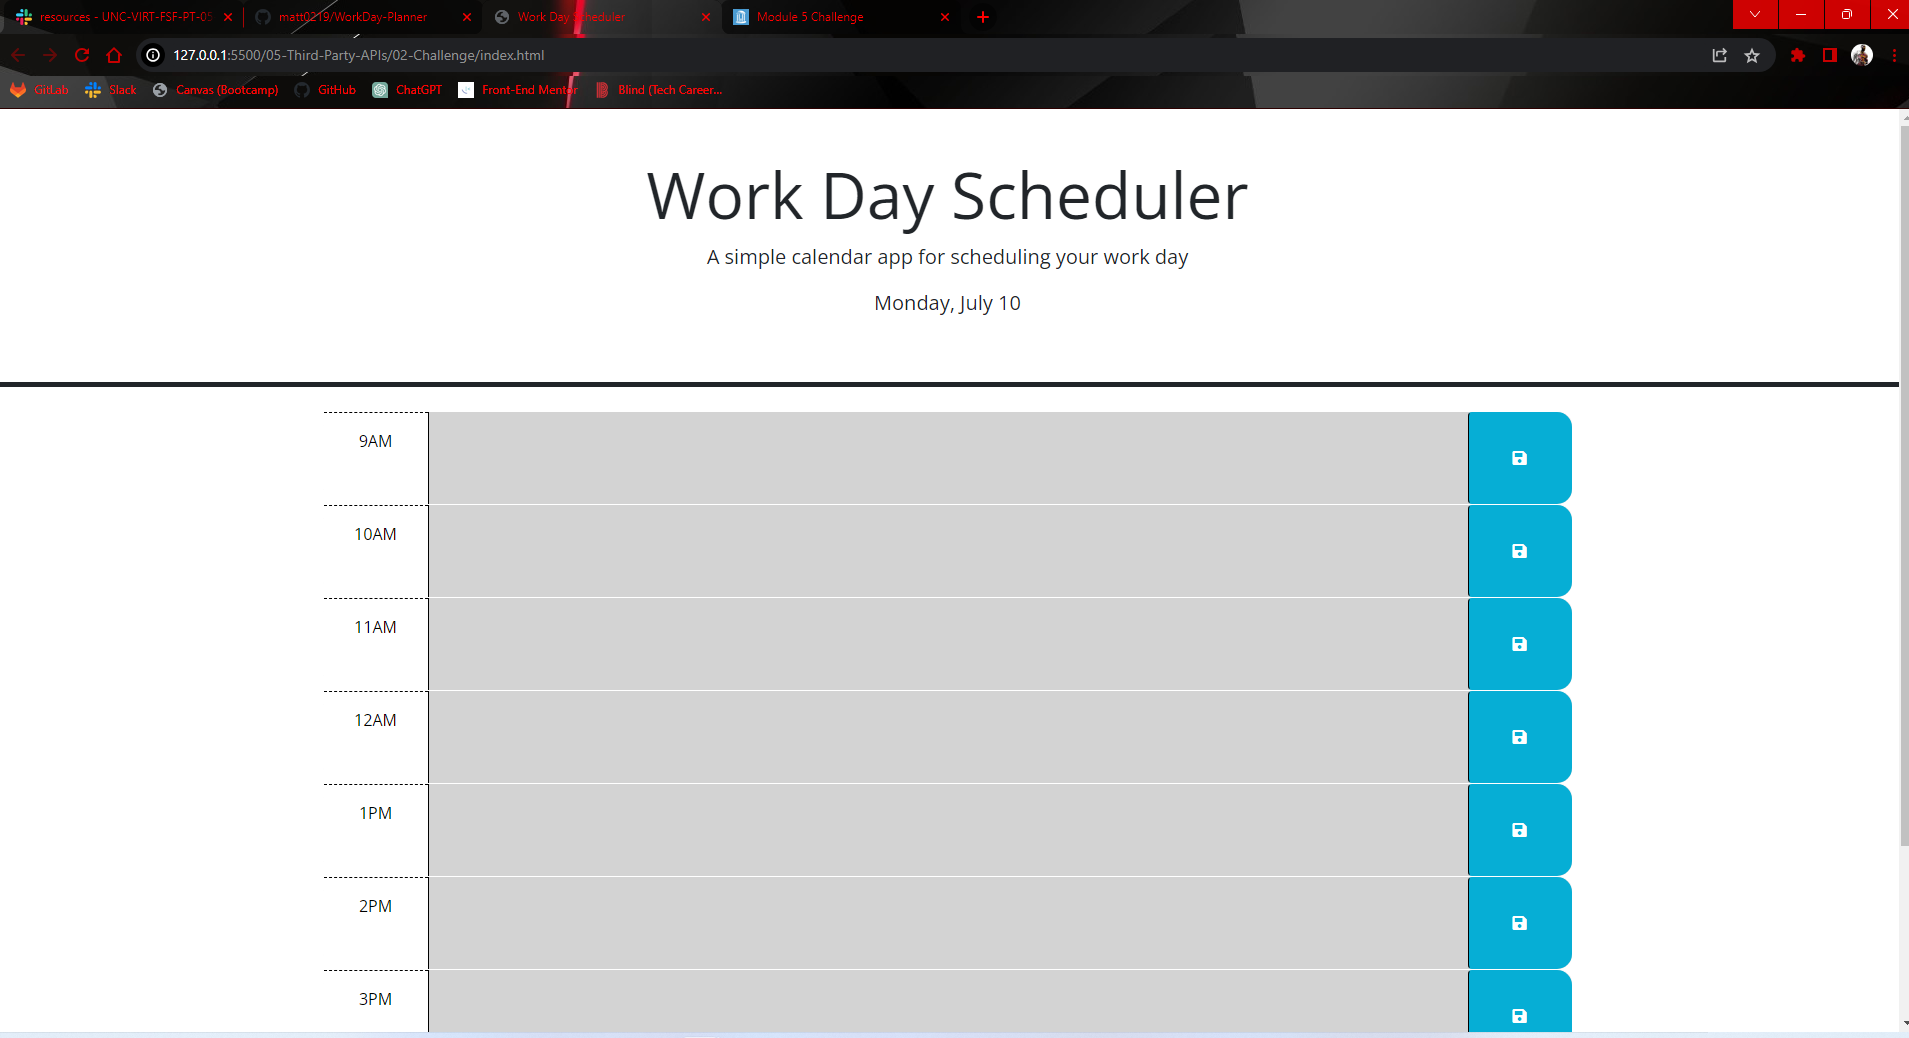 resources - UNC-VIRT-FSF-PT-05
matt0219/WorkDay-Planner
Work Day Scheduler
Module 5 Challenge
127.0.0.1:5500/05-Third-Party-APIs/02-Challenge/index.html
GitLab
Slack
Canvas (Bootcamp)
GitHub
ChatGPT
Front-End Mentor
Blind (Tech Career...
Work Day Scheduler
A simple calendar app for scheduling your work day
Monday, July 10
9AM
10AM
11AM
12AM
1PM
2PM
3PM